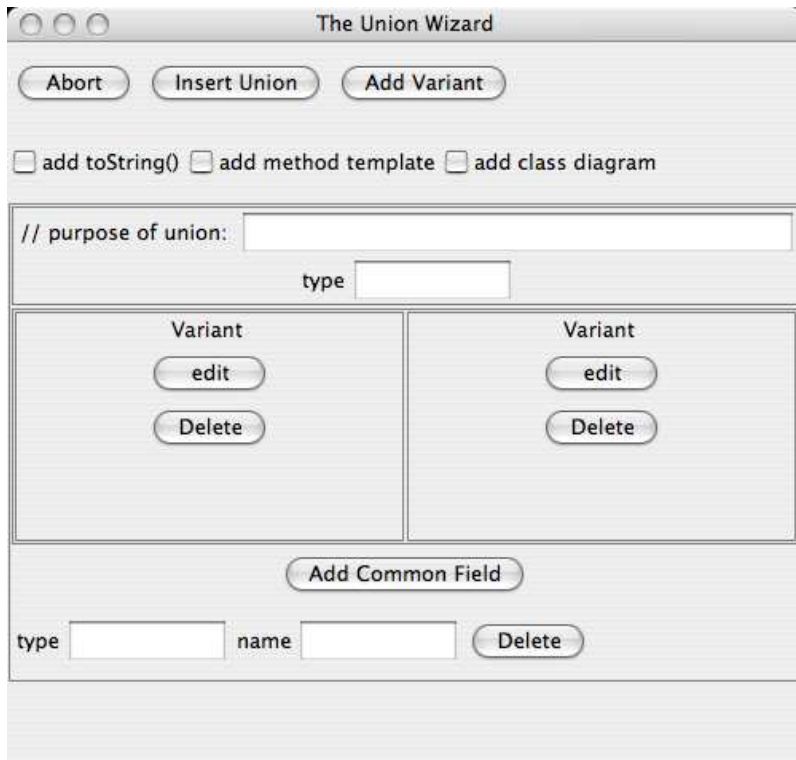 The Union Wizard
Abort Insert Union Add Variant
add toString() add method template add class diagram
// purpose of union:
type
Variant Variant
edit edit
Delete Delete
Add Common Field
type name Delete